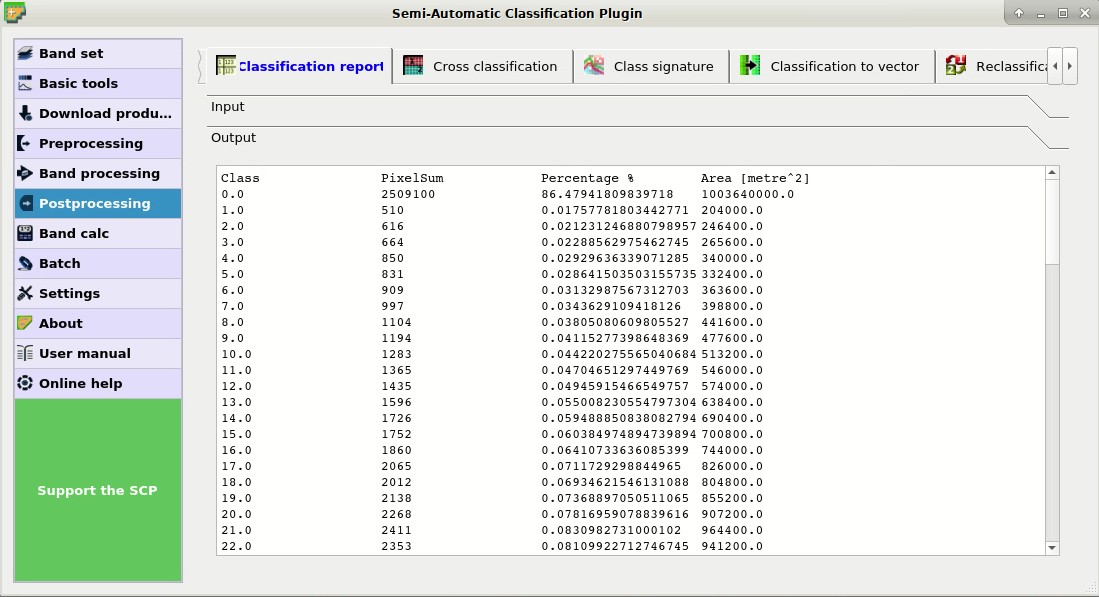 Semi-Automatic Classification Plugin
Band set
Basic tools
Download produ...
Preprocessing
Band processing
Postprocessing
Band calc
Batch
Settings
About
User manual
Online help
Support the SCP
Classification report
Cross classification
Class signature
Classification to vector
Reclassifica
Input
Output
Class PixelSum Percentage % Area [metre^2]
0.0 2509100 86.47941809839718 1003640000.0
1.0 510 0.01757781803442771 204000.0
2.0 616 0.021231246880798957 246400.0
3.0 664 0.02288562975462745 265600.0
4.0 850 0.02929636339071285 340000.0
5.0 831 0.028641503503155735 332400.0
6.0 909 0.03132987567312703 363600.0
7.0 997 0.0343629109418126 398800.0
8.0 1104 0.03805080609805527 441600.0
9.0 1194 0.04115277398648369 477600.0
10.0 1283 0.044220275565040684 513200.0
11.0 1365 0.04704651297449769 546000.0
12.0 1435 0.04945915466549757 574000.0
13.0 1596 0.055008230554797304 638400.0
14.0 1726 0.059488850838082794 690400.0
15.0 1752 0.060384974894739894 700800.0
16.0 1860 0.06410733636085399 744000.0
17.0 2065 0.0711729298844965 826000.0
18.0 2012 0.06934621546131088 804800.0
19.0 2138 0.07368897050511065 855200.0
20.0 2268 0.07816959078839616 907200.0
21.0 2411 0.0830982731000102 964400.0
22.0 2353 0.08109922712746745 941200.0